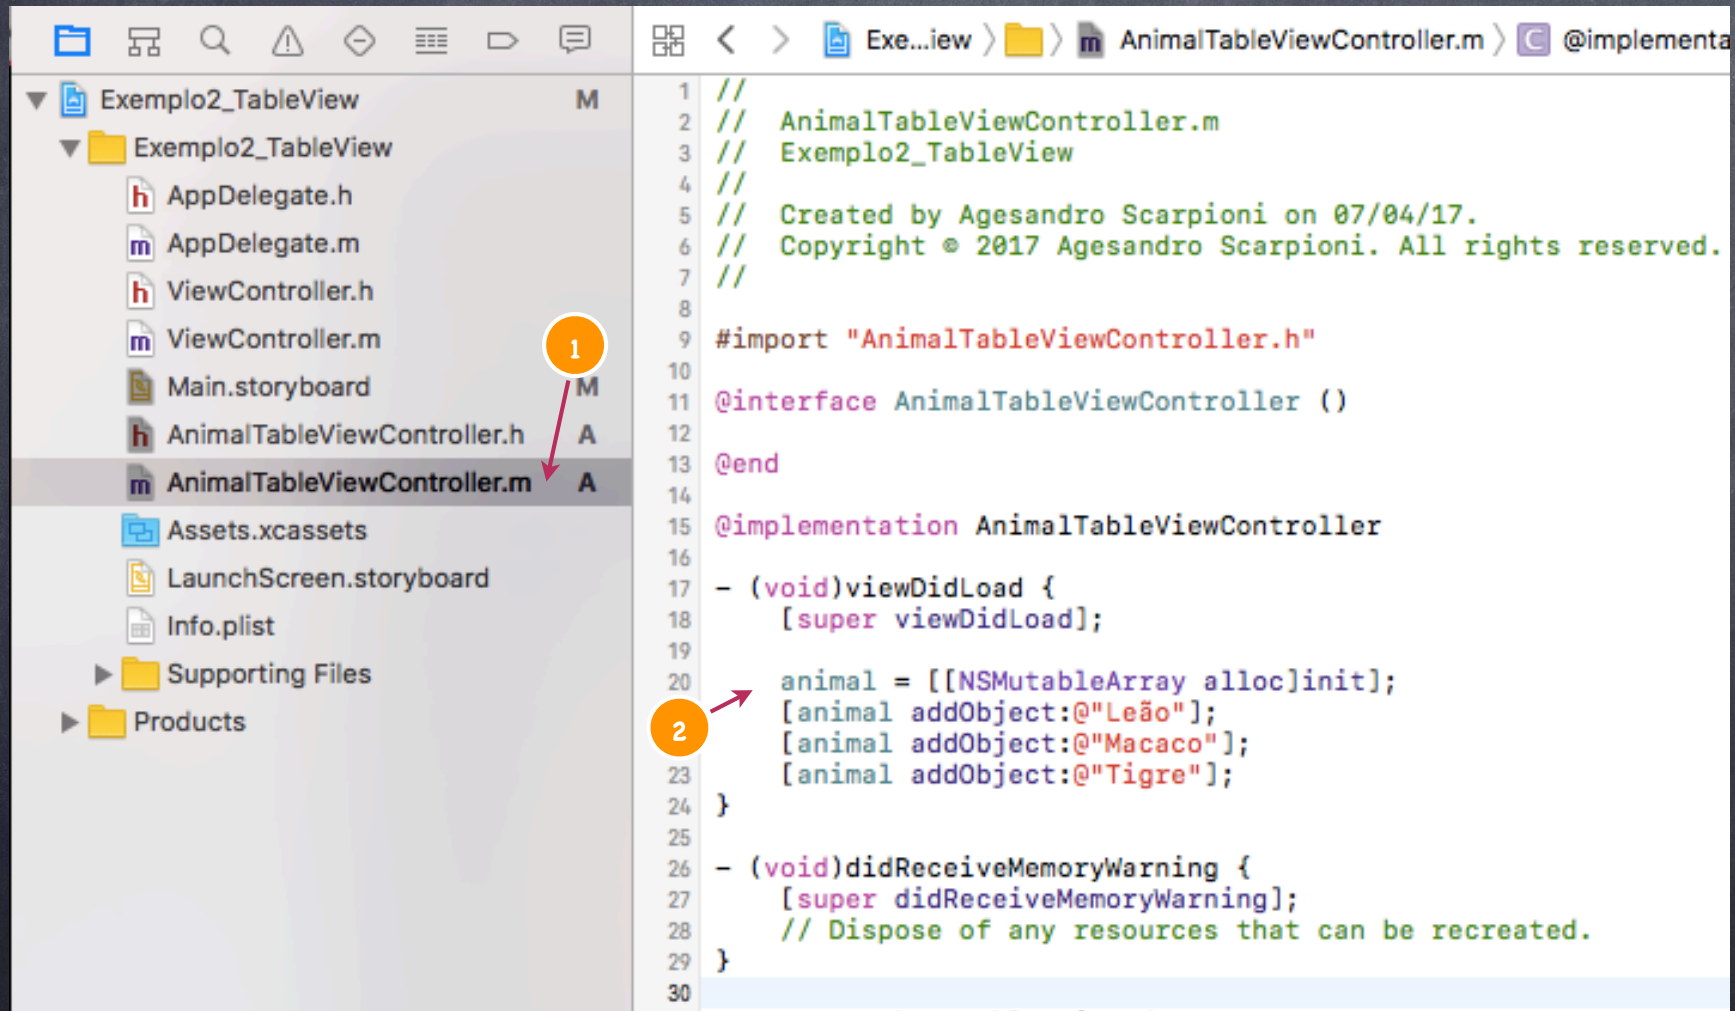 Exe...iew
AnimalTableViewController.m
@implementa
Exemplo2_TableView M
Exemplo2_TableView
h AppDelegate.h
m AppDelegate.m
h ViewController.h
m ViewController.m
Main.storyboard M
h AnimalTableViewController.h A
m AnimalTableViewController.m A
Assets.xcassets
LaunchScreen.storyboard
Info.plist
Supporting Files
Products
1
2
1 //
2 //  AnimalTableViewController.m
3 //  Exemplo2_TableView
4 //
5 //  Created by Agesandro Scarpioni on 07/04/17.
6 //  Copyright © 2017 Agesandro Scarpioni. All rights reserved.
7 //
8
9 #import "AnimalTableViewController.h"
10
11 @interface AnimalTableViewController ()
12
13 @end
14
15 @implementation AnimalTableViewController
16
17 - (void)viewDidLoad {
18     [super viewDidLoad];
19
20     animal = [[NSMutableArray alloc]init];
    [animal addObject:@"Leão"];
    [animal addObject:@"Macaco"];
23     [animal addObject:@"Tigre"];
24 }
25
26 - (void)didReceiveMemoryWarning {
27     [super didReceiveMemoryWarning];
28     // Dispose of any resources that can be recreated.
29 }
30